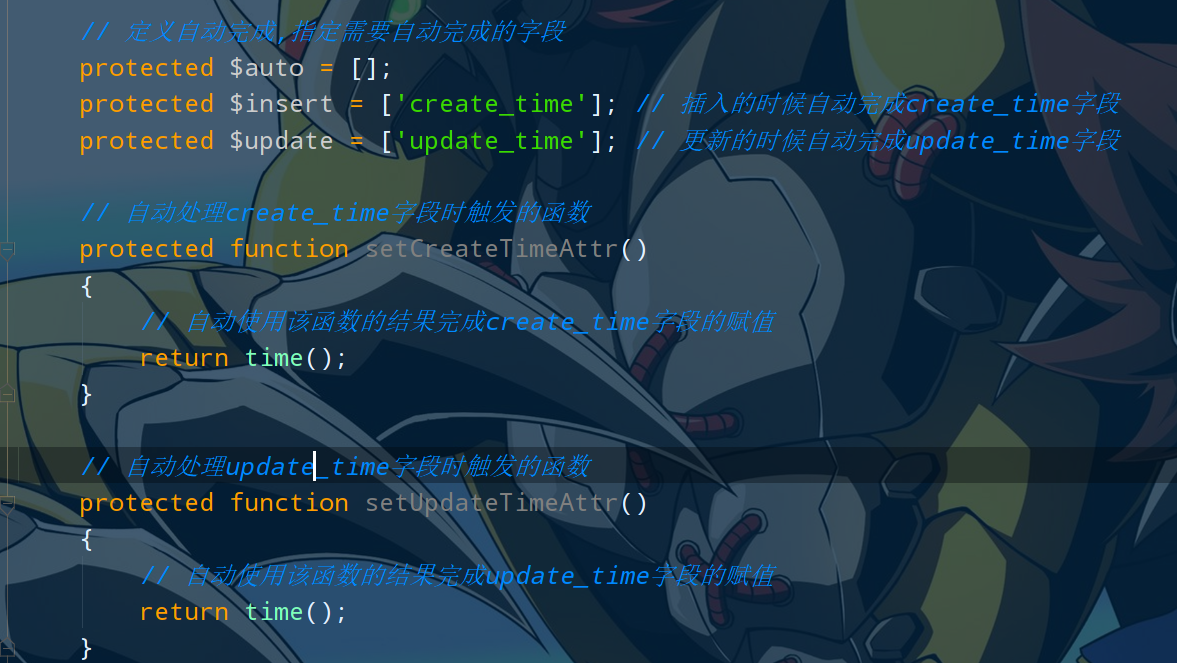 // 定义自动完成,指定需要自动完成的字段
protected $auto = [];
protected $insert = ['create_time']; // 插入的时候自动完成create_time字段
protected $update = ['update_time']; // 更新的时候自动完成update_time字段
// 自动处理create_time字段时触发的函数
protected function setCreateTimeAttr()
{
// 自动使用该函数的结果完成create_time字段的赋值
return time();
}
// 自动处理update_time字段时触发的函数
protected function setUpdateTimeAttr()
{
// 自动使用该函数的结果完成update_time字段的赋值
return time();
}